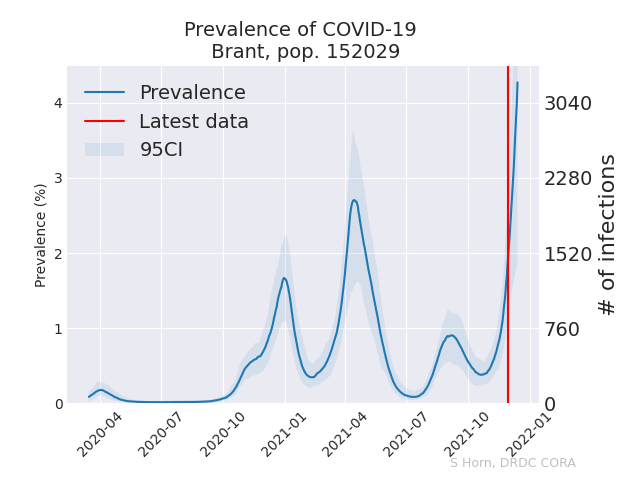 Prevalence of COVID-19
Brant, pop. 152029
Prevalence
Latest data
95CI
Prevalence (%)
4
3
2
1
0
3040
2280
1520
760
0
# of infections
2020-04
2020-07
2020-10
2021-01
2021-04
2021-07
2021-10
2022-01
S Horn, DRDC CORA